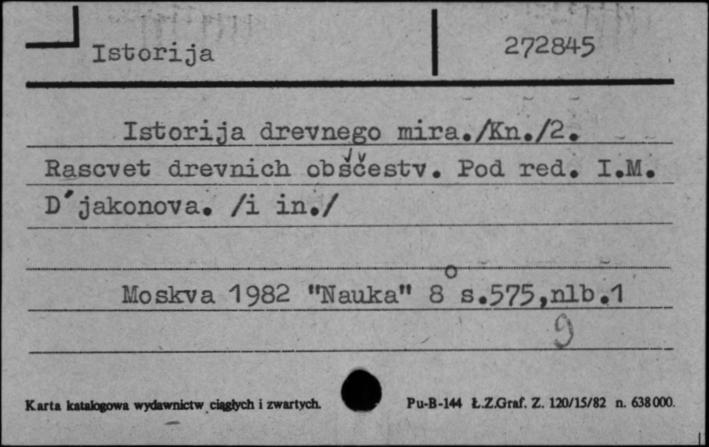 Istorija 272845
Istorija drevnego mira./Kn./2.
Rascvet drevnich obščestv. Pod red. I.M.
D'jakonova. /i in./
Moskva 1982 "Nauka" 8° s.575,nlb.1
9
Karta katalogowa wydawnictw ciągłych i zwartych. Pu-B-144 Ł.Z.Graf. Z. 120/15/82 n. 638000.